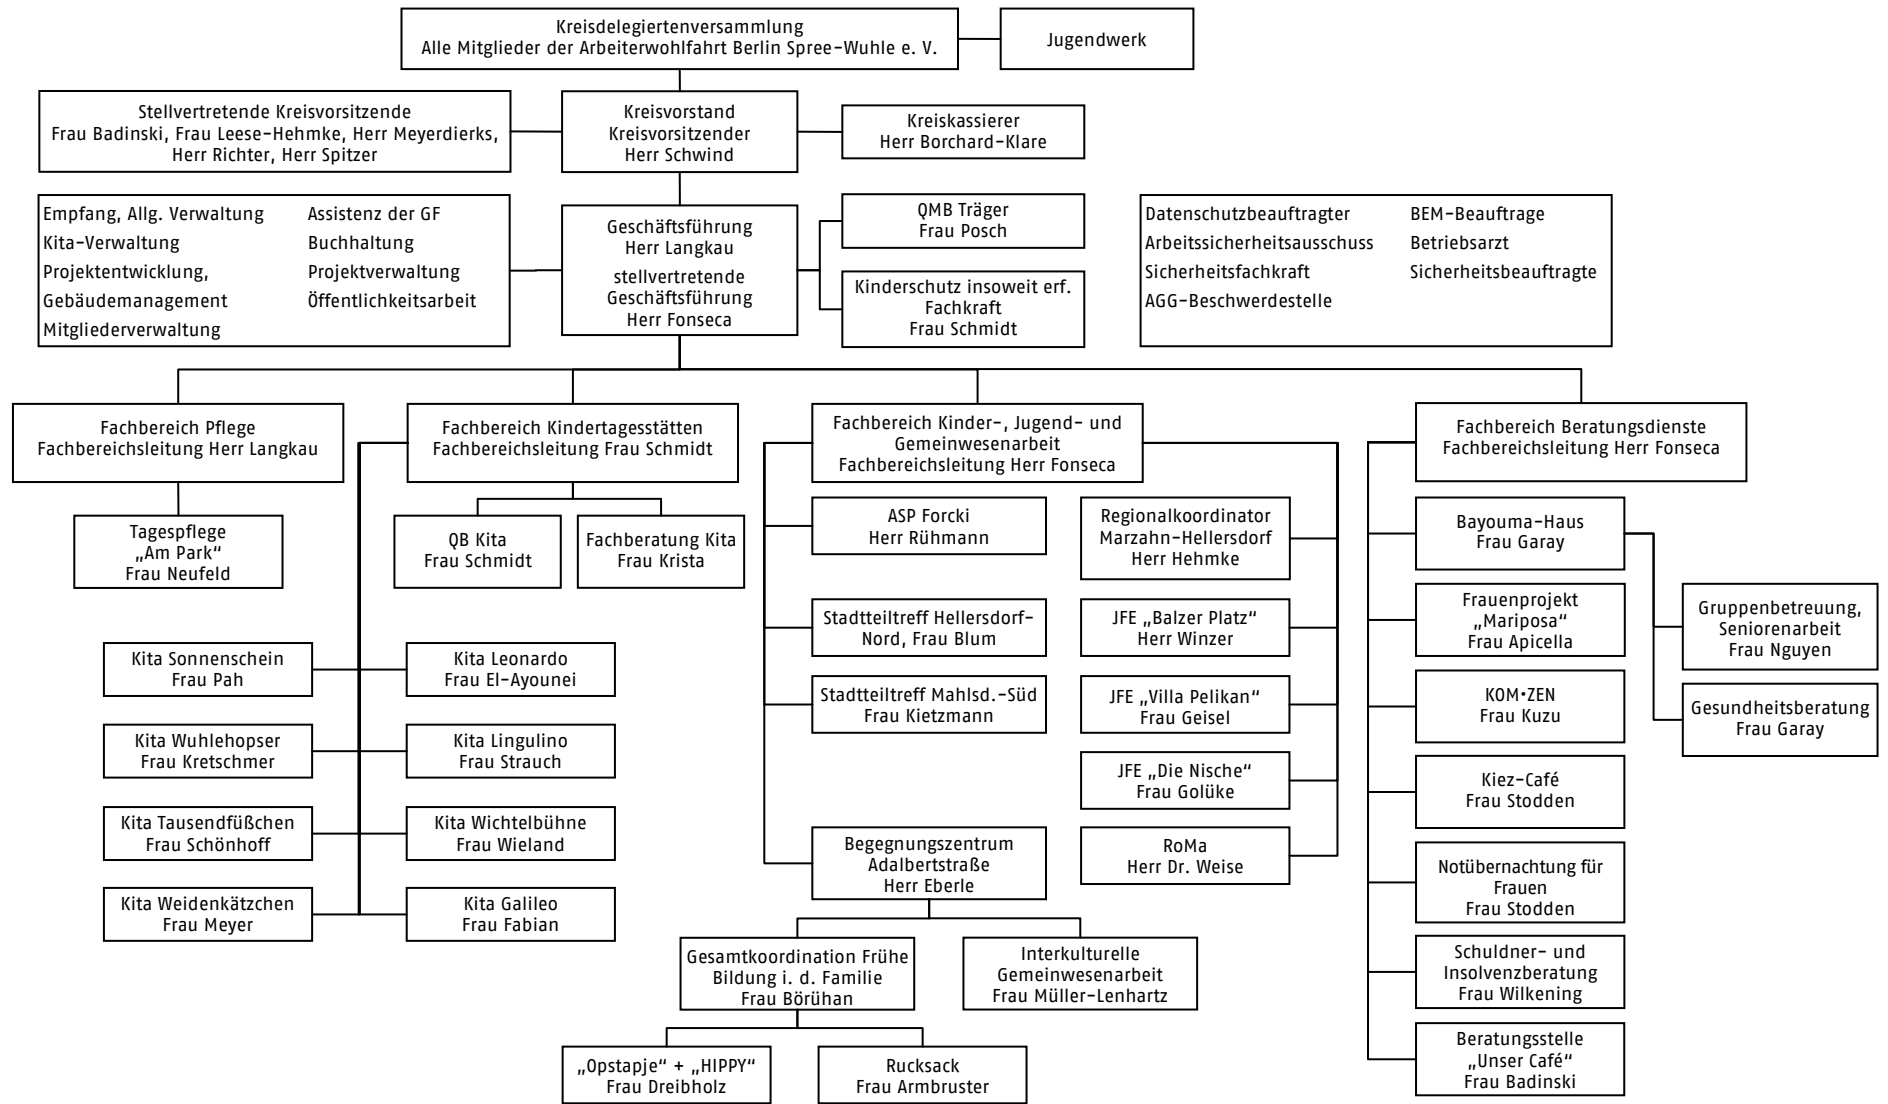 Kreisdelegiertenversammlung
Alle Mitglieder der Arbeiterwohlfahrt Berlin Spree-Wuhle e. V.
Jugendwerk
Stellvertretende Kreisvorsitzende
Frau Badinski, Frau Leese-Hehmke, Herr Meyerdierks,
Herr Richter, Herr Spitzer
Kreisvorstand
Kreisvorsitzender
Herr Schwind
Kreiskassierer
Herr Borchard-Klare
Empfang, Allg. Verwaltung
Kita-Verwaltung
Projektentwicklung,
Gebäudemanagement
Mitgliederverwaltung
Assistenz der GF
Buchhaltung
Projektverwaltung
Öffentlichkeitsarbeit
Geschäftsführung
Herr Langkau
stellvertretende
Geschäftsführung
Herr Fonseca
QMB Träger
Frau Posch
Kinderschutz insoweit erf.
Fachkraft
Frau Schmidt
Datenschutzbeauftragter
Arbeitssicherheitsausschuss
Sicherheitsfachkraft
AGG-Beschwerdestelle
BEM-Beauftrage
Betriebsarzt
Sicherheitsbeauftragte
Fachbereich Pflege
Fachbereichsleitung Herr Langkau
Tagespflege
„Am Park“
Frau Neufeld
Fachbereich Kindertagesstätten
Fachbereichsleitung Frau Schmidt
QB Kita
Frau Schmidt
Fachberatung Kita
Frau Krista
Kita Sonnenschein
Frau Pah
Kita Leonardo
Frau El-Ayounei
Kita Wuhlehopser
Frau Kretschmer
Kita Lingulino
Frau Strauch
Kita Tausendfüßchen
Frau Schönhoff
Kita Wichtelbühne
Frau Wieland
Kita Weidenkätzchen
Frau Meyer
Kita Galileo
Frau Fabian
Fachbereich Kinder-, Jugend- und
Gemeinwesenarbeit
Fachbereichsleitung Herr Fonseca
ASP Forcki
Herr Rühmann
Stadtteiltreff Hellersdorf-
Nord, Frau Blum
Stadtteiltreff Mahlsd.-Süd
Frau Kietzmann
Begegnungszentrum
Adalbertstraße
Herr Eberle
Regionalkoordinator
Marzahn-Hellersdorf
Herr Hehmke
JFE „Balzer Platz“
Herr Winzer
JFE „Villa Pelikan“
Frau Geisel
JFE „Die Nische“
Frau Golüke
RoMa
Herr Dr. Weise
Gesamtkoordination Frühe
Bildung i. d. Familie
Frau Börühan
Interkulturelle
Gemeinwesenarbeit
Frau Müller-Lenhartz
„Opstapje“ + „HIPPY“
Frau Dreibholz
Rucksack
Frau Armbruster
Fachbereich Beratungsdienste
Fachbereichsleitung Herr Fonseca
Bayouma-Haus
Frau Garay
Frauenprojekt
„Mariposa“
Frau Apicella
KOM•ZEN
Frau Kuzu
Kiez-Café
Frau Stodden
Notübernachtung für
Frauen
Frau Stodden
Schuldner- und
Insolvenzberatung
Frau Wilkening
Beratungsstelle
„Unser Café“
Frau Badinski
Gruppenbetreuung,
Seniorenarbeit
Frau Nguyen
Gesundheitsberatung
Frau Garay